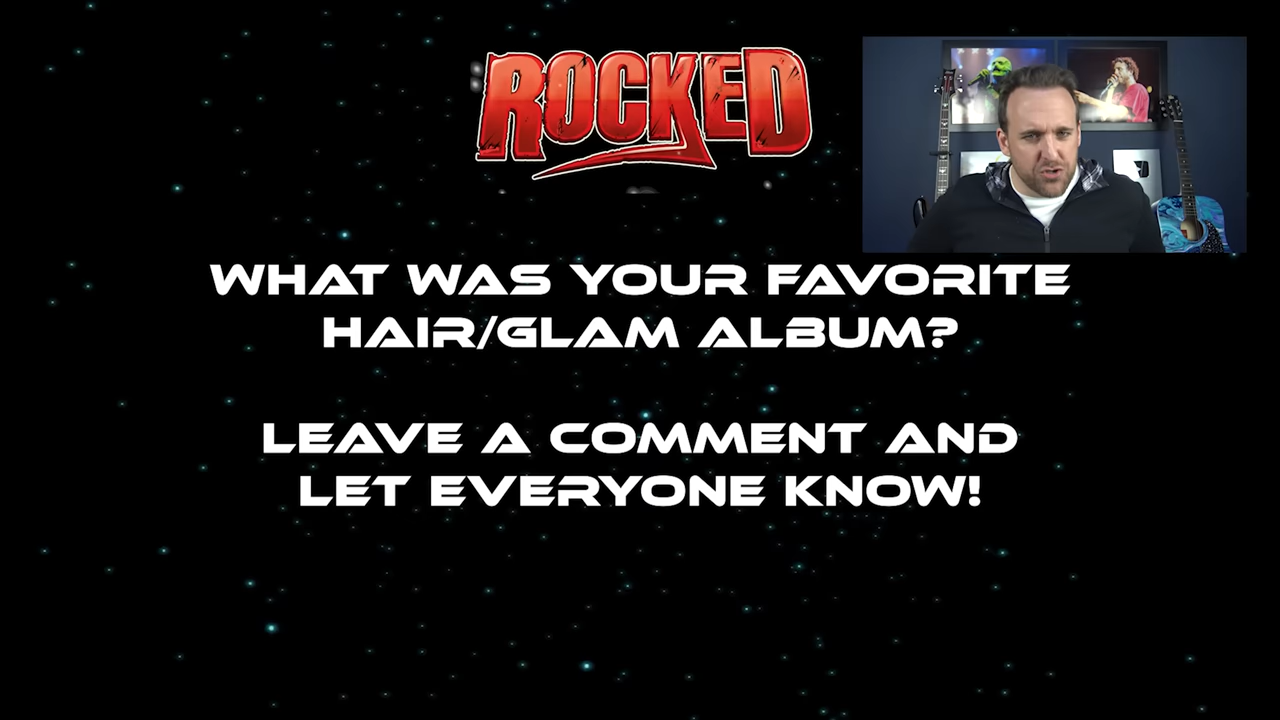 ROCKED
WHAT WAS YOUR FAVORITE
HAIR/GLAM ALBUM?
LEAVE A COMMENT AND
LET EVERYONE KNOW!